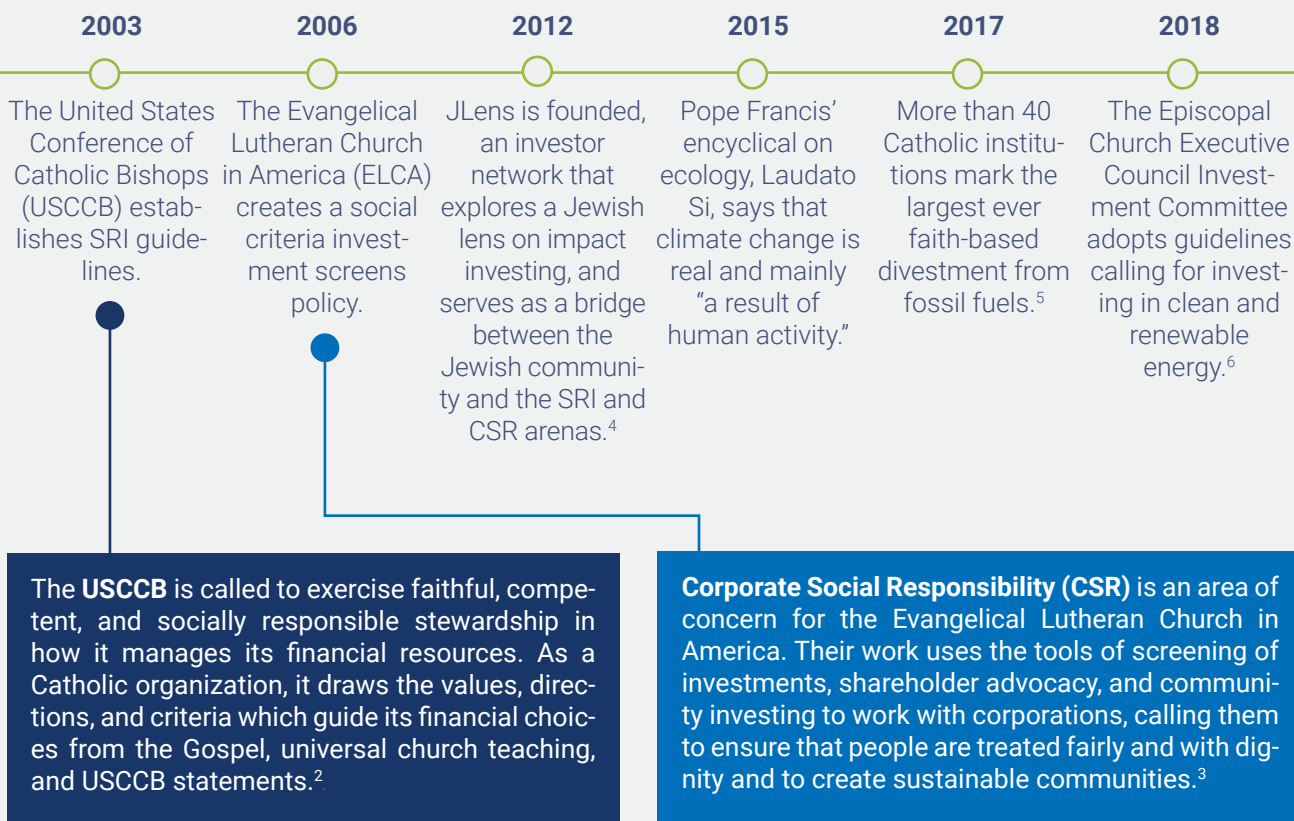 2003
The United States
Conference of
Catholic Bishops
(USCCB) estab-
lishes SRI guide-
lines.
2006
The Evangelical
Lutheran Church
in America (ELCA)
creates a social
criteria invest-
ment screens
policy.
2012
JLens is founded,
an investor
network that
explores a Jewish
lens on impact
investing, and
serves as a bridge
between the
Jewish communi-
ty and the SRI and
CSR arenas.4
2015
Pope Francis’
encyclical on
ecology, Laudato
Si, says that
climate change is
real and mainly
“a result of
human activity.”
2017
More than 40
Catholic institu-
tions mark the
largest ever
faith-based
divestment from
fossil fuels.5
2018
The Episcopal
Church Executive
Council Invest-
ment Committee
adopts guidelines
calling for invest-
ing in clean and
renewable
energy.6
The USCCB is called to exercise faithful, compe-
tent, and socially responsible stewardship in
how it manages its financial resources. As a
Catholic organization, it draws the values, direc-
tions, and criteria which guide its financial choic-
es from the Gospel, universal church teaching,
and USCCB statements.2
Corporate Social Responsibility (CSR) is an area of
concern for the Evangelical Lutheran Church in
America. Their work uses the tools of screening of
investments, shareholder advocacy, and communi-
ty investing to work with corporations, calling them
to ensure that people are treated fairly and with dig-
nity and to create sustainable communities.3